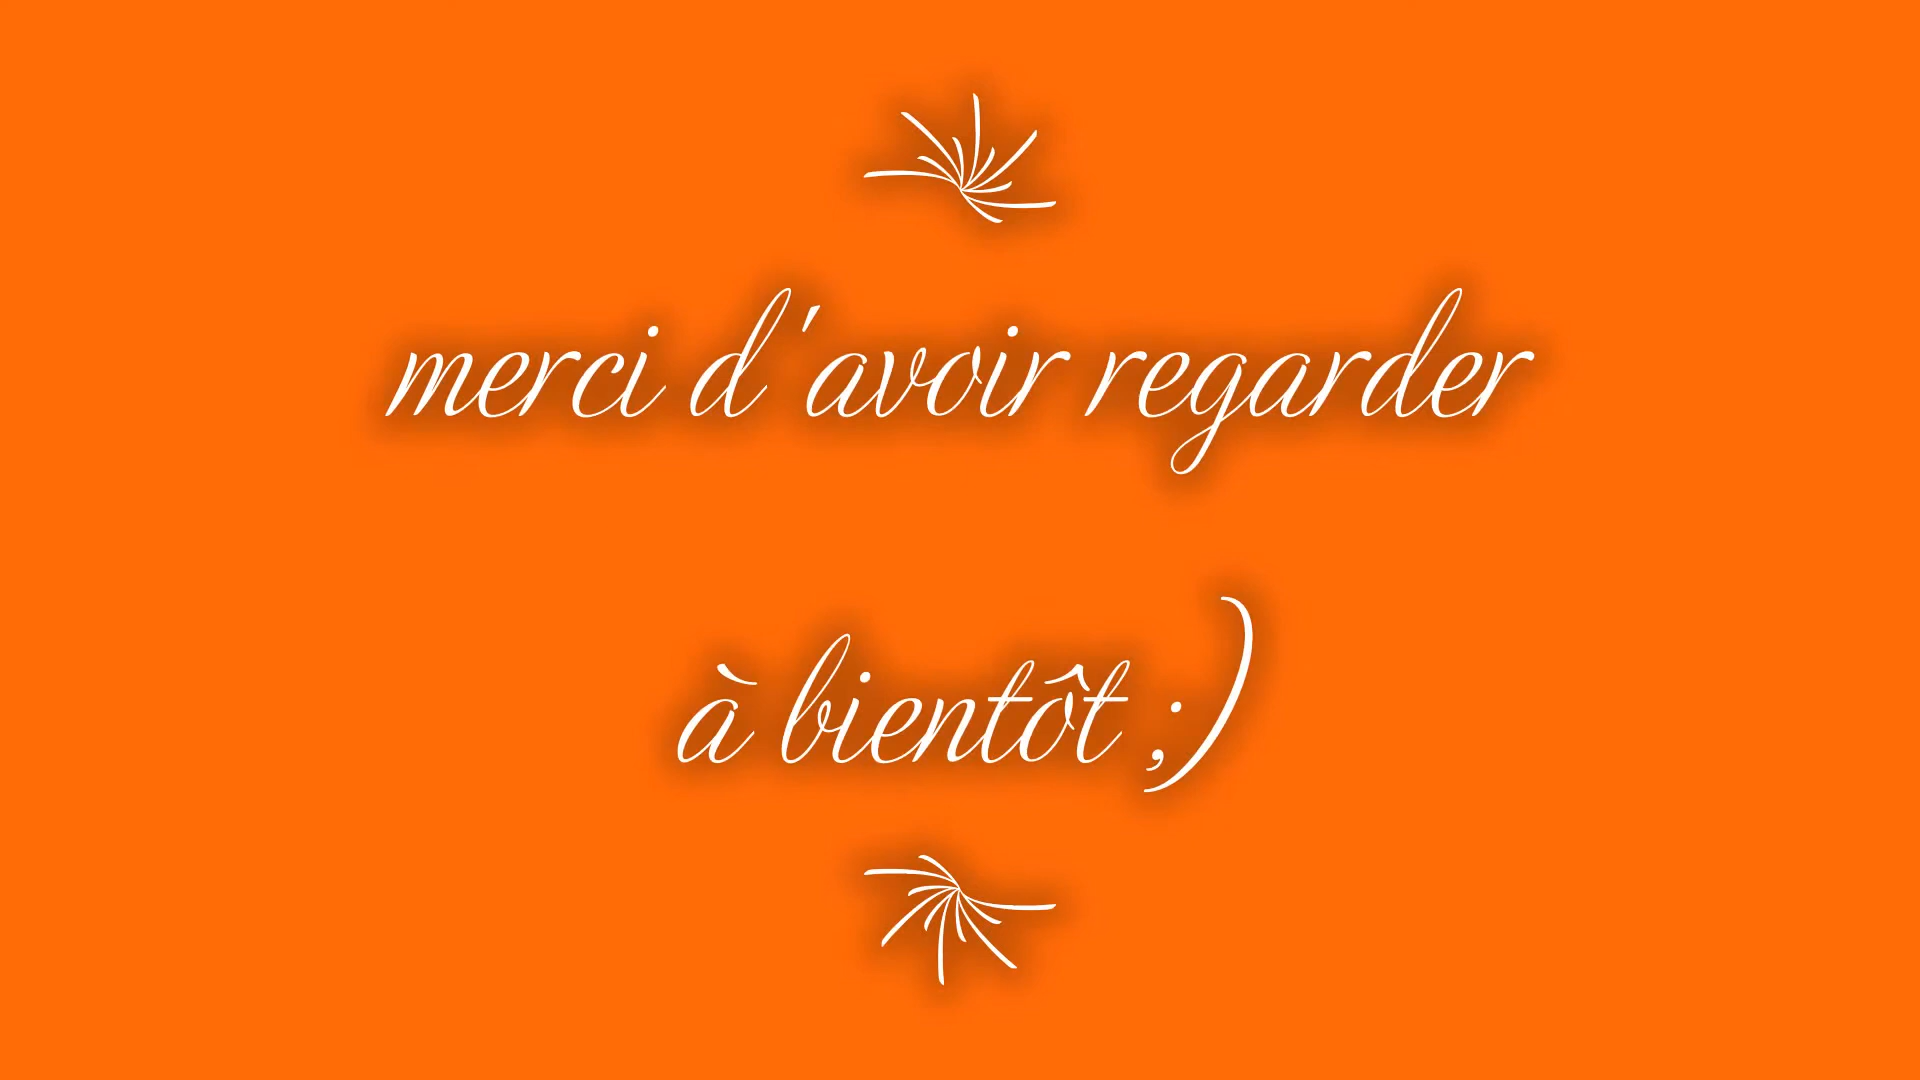 merci d'avoir regarder
à bientôt ;)